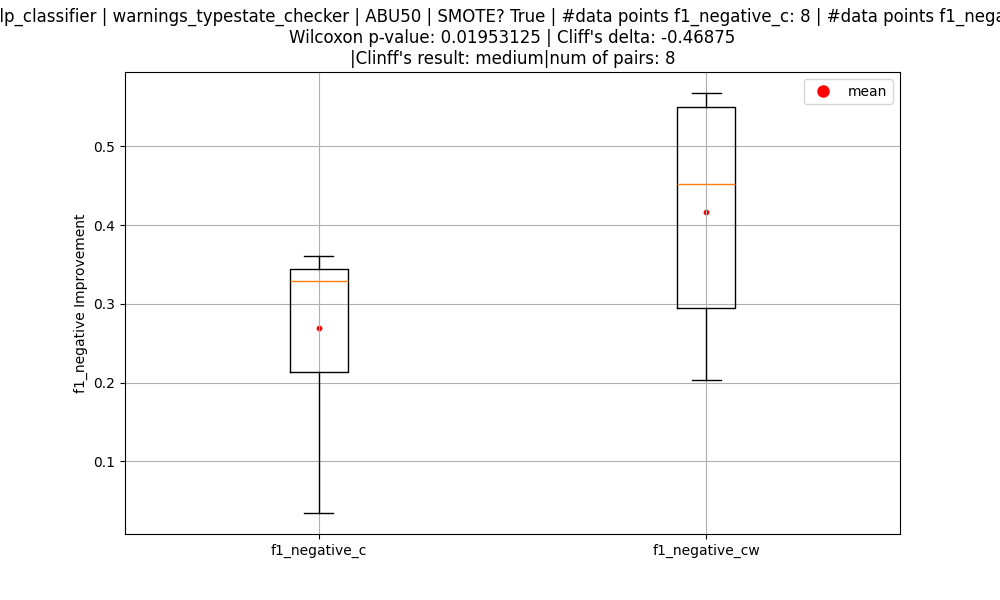 lp_classifier | warnings_typestate_checker | ABU50 | SMOTE? True | #data points f1_negative_c: 8 | #data points f1_nega
Wilcoxon p-value: 0.01953125 | Cliff's delta: -0.46875
|Clinff's result: medium|num of pairs: 8
mean
f1_negative Improvement
0.5
0.4
0.3
0.2
0.1
f1_negative_c
f1_negative_cw